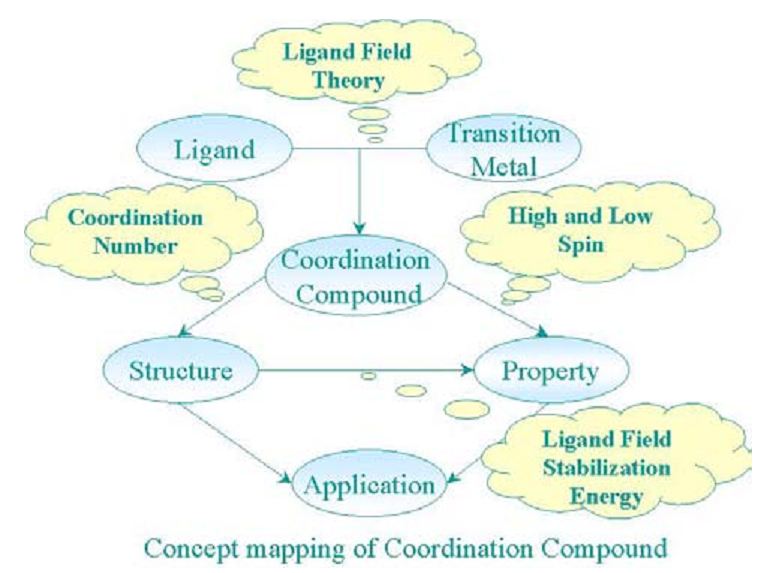 Ligand Field
Theory
Ligand
Transition
Metal
Coordination
Number
High and Low
Spin
Coordination
Compound
Structure
Property
Ligand Field
Stabilization
Energy
Application
Concept mapping of Coordination Compound